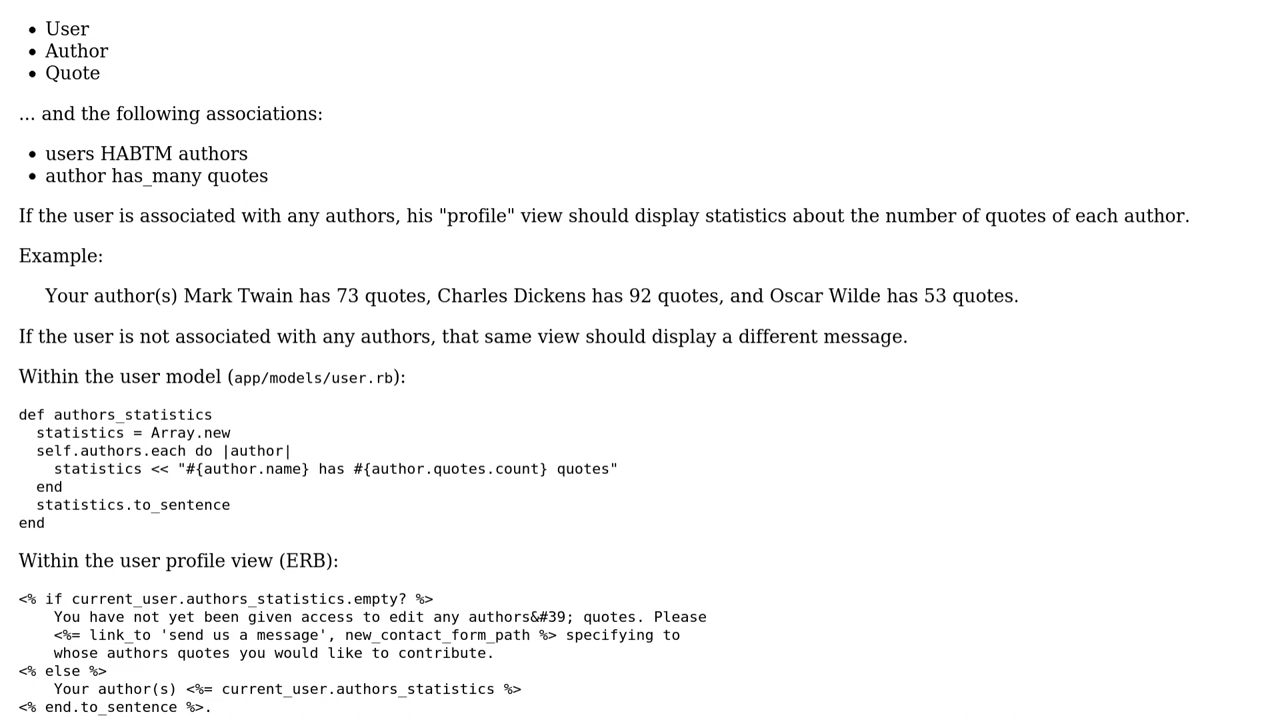 • User
• Author
• Quote
... and the following associations:
• users HABTM authors
• author has_many quotes
If the user is associated with any authors, his "profile" view should display statistics about the number of quotes of each author.
Example:
Your author(s) Mark Twain has 73 quotes, Charles Dickens has 92 quotes, and Oscar Wilde has 53 quotes.
If the user is not associated with any authors, that same view should display a different message.
Within the user model (app/models/user.rb):
def authors_statistics
  statistics = Array.new
  self.authors.each do |author|
    statistics << "#{author.name} has #{author.quotes.count} quotes"
  end
  statistics.to_sentence
end
Within the user profile view (ERB):
<% if current_user.authors_statistics.empty? %>
    You have not yet been given access to edit any authors&#39; quotes. Please
    <%= link_to 'send us a message', new_contact_form_path %> specifying to
    whose authors quotes you would like to contribute.
<% else %>
    Your author(s) <%= current_user.authors_statistics %>
<% end.to_sentence %>.